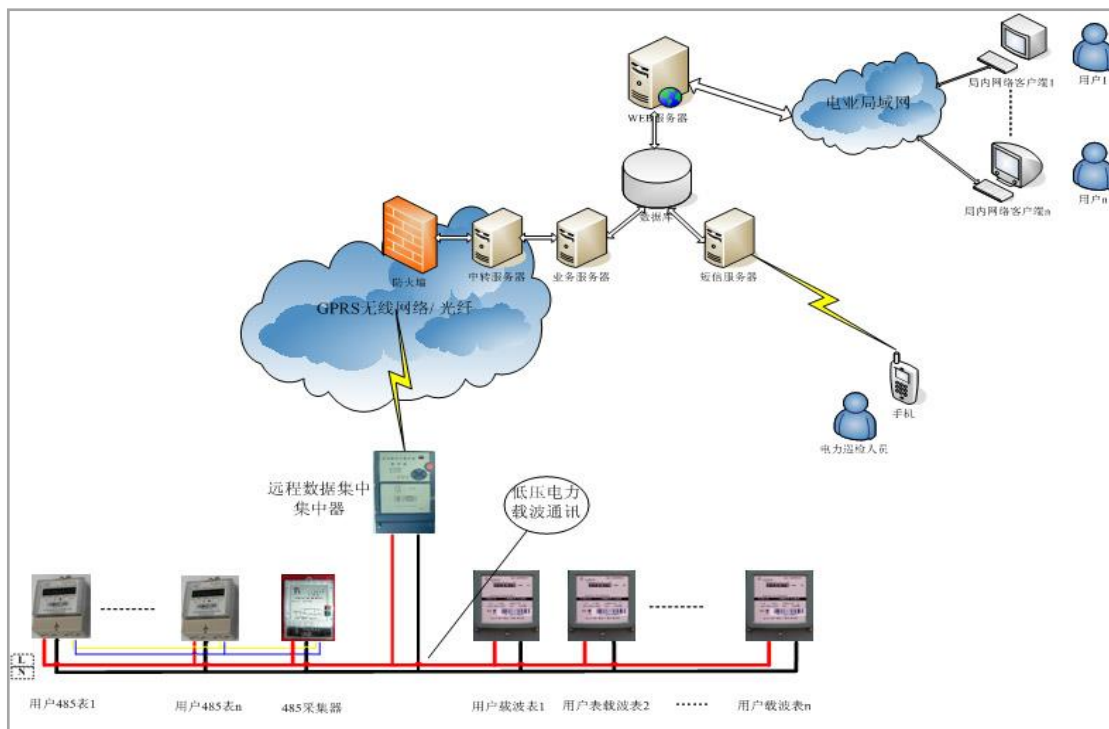 局内网络客户端1
用户1
WEB服务器
电业局域网
数据库
局内网络客户端n
用户n
防火墙
中转服务器
业务服务器
短信服务器
GPRS无线网络/ 光纤
手机
电力巡检人员
远程数据集中
集中器
低压电力
载波通讯
L
N
用户485表1
用户485表n
485采集器
用户载波表1
用户表载波表2
用户载波表n